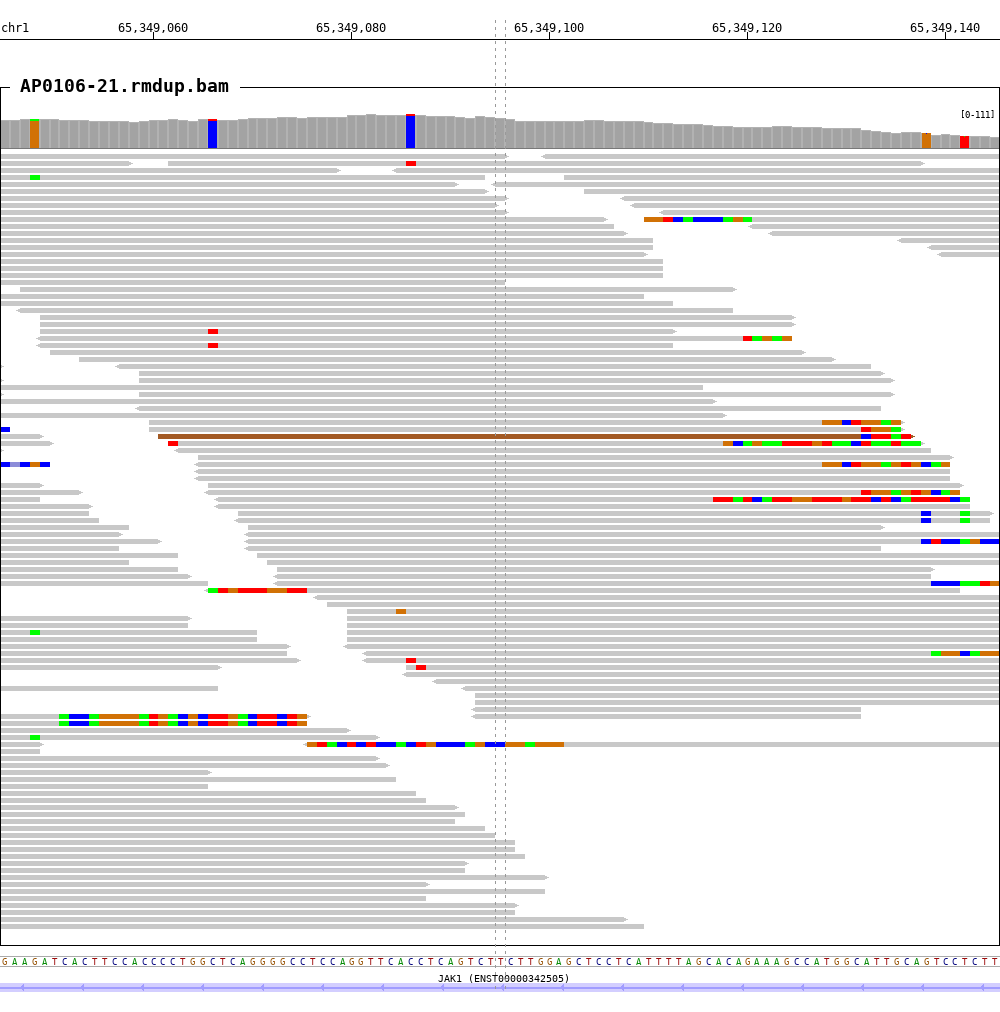 chr1 65,349,060 65,349,080 65,349,100 65,349,120 65,349,140
AP0106-21.rmdup.bam
[0-111]
GAAGATCACTTCCACCCCTGGCTCAGGGGCCTCCAGGTTCACCTCAGTCTTCTTGGAGCTCCTCATTTTAGCACAGAAAGCCATGGCATTGCAGTCCTCTT
JAK1 (ENST00000342505)